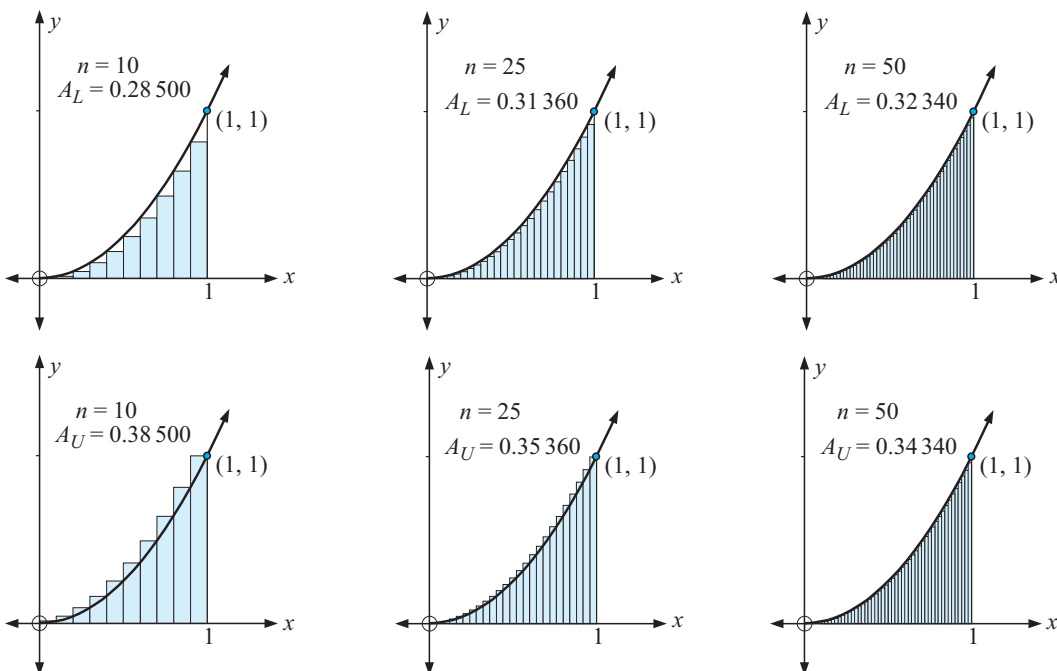 y
n = 10
A_L = 0.28 500
(1, 1)
x
1
y
n = 25
A_L = 0.31 360
(1, 1)
x
1
y
n = 50
A_L = 0.32 340
(1, 1)
x
1
y
n = 10
A_U = 0.38 500
(1, 1)
x
1
y
n = 25
A_U = 0.35 360
(1, 1)
x
1
y
n = 50
A_U = 0.34 340
(1, 1)
x
1